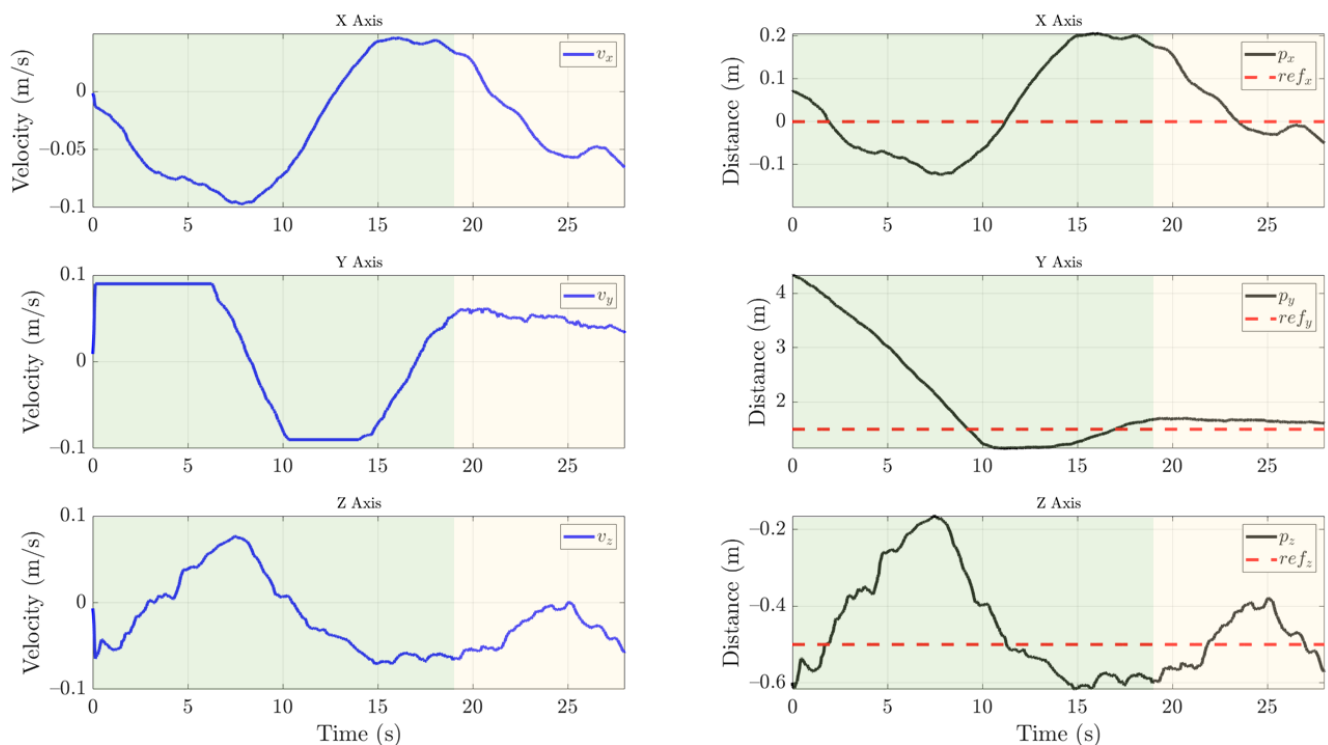 X Axis
Velocity (m/s)
0
−0.05
−0.1
0 5 10 15 20 25
v_x
X Axis
Distance (m)
0.2
0.1
0
−0.1
0 5 10 15 20 25
p_x
ref_x
Y Axis
Velocity (m/s)
0.1
0
−0.1
0 5 10 15 20 25
v_y
Y Axis
Distance (m)
4
2
0 5 10 15 20 25
p_y
ref_y
Z Axis
Velocity (m/s)
0.1
0
−0.1
0 5 10 15 20 25
Time (s)
v_z
Z Axis
Distance (m)
−0.2
−0.4
−0.6
0 5 10 15 20 25
Time (s)
p_z
ref_z